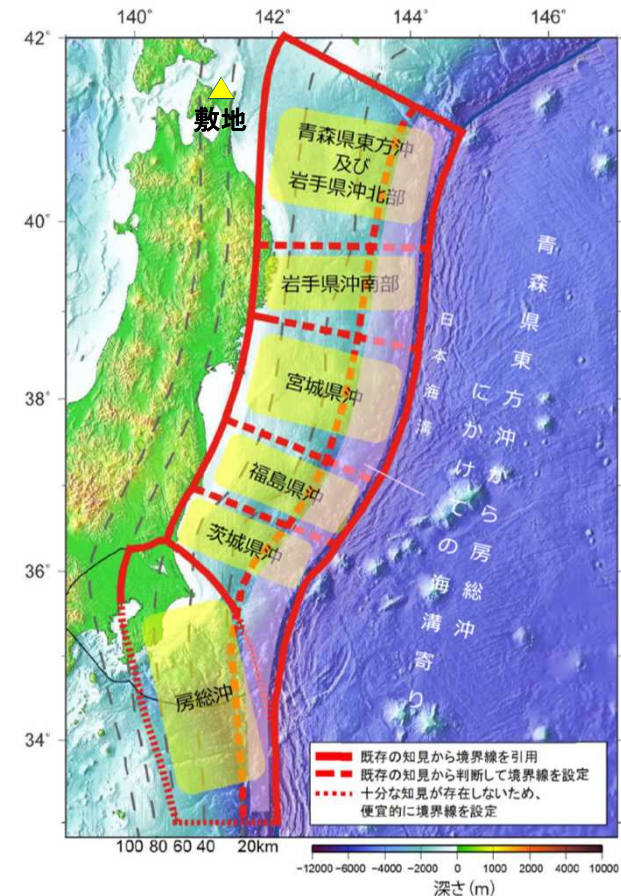 140°
142°
144°
146°
42°
敷地
青森県東方沖
及び
岩手県沖北部
40°
岩手県沖南部
日本海溝
青森県東方沖から房総沖
にかけての海溝寄り
宮城県沖
38°
福島県沖
茨城県沖
36°
房総沖
34°
既存の知見から境界線を引用
既存の知見から判断して境界線を設定
十分な知見が存在しないため、
便宜的に境界線を設定
100 80 60 40 20km
-12000 -6000 -4000 -2000 0 1000 2000 4000 10000
深さ(m)